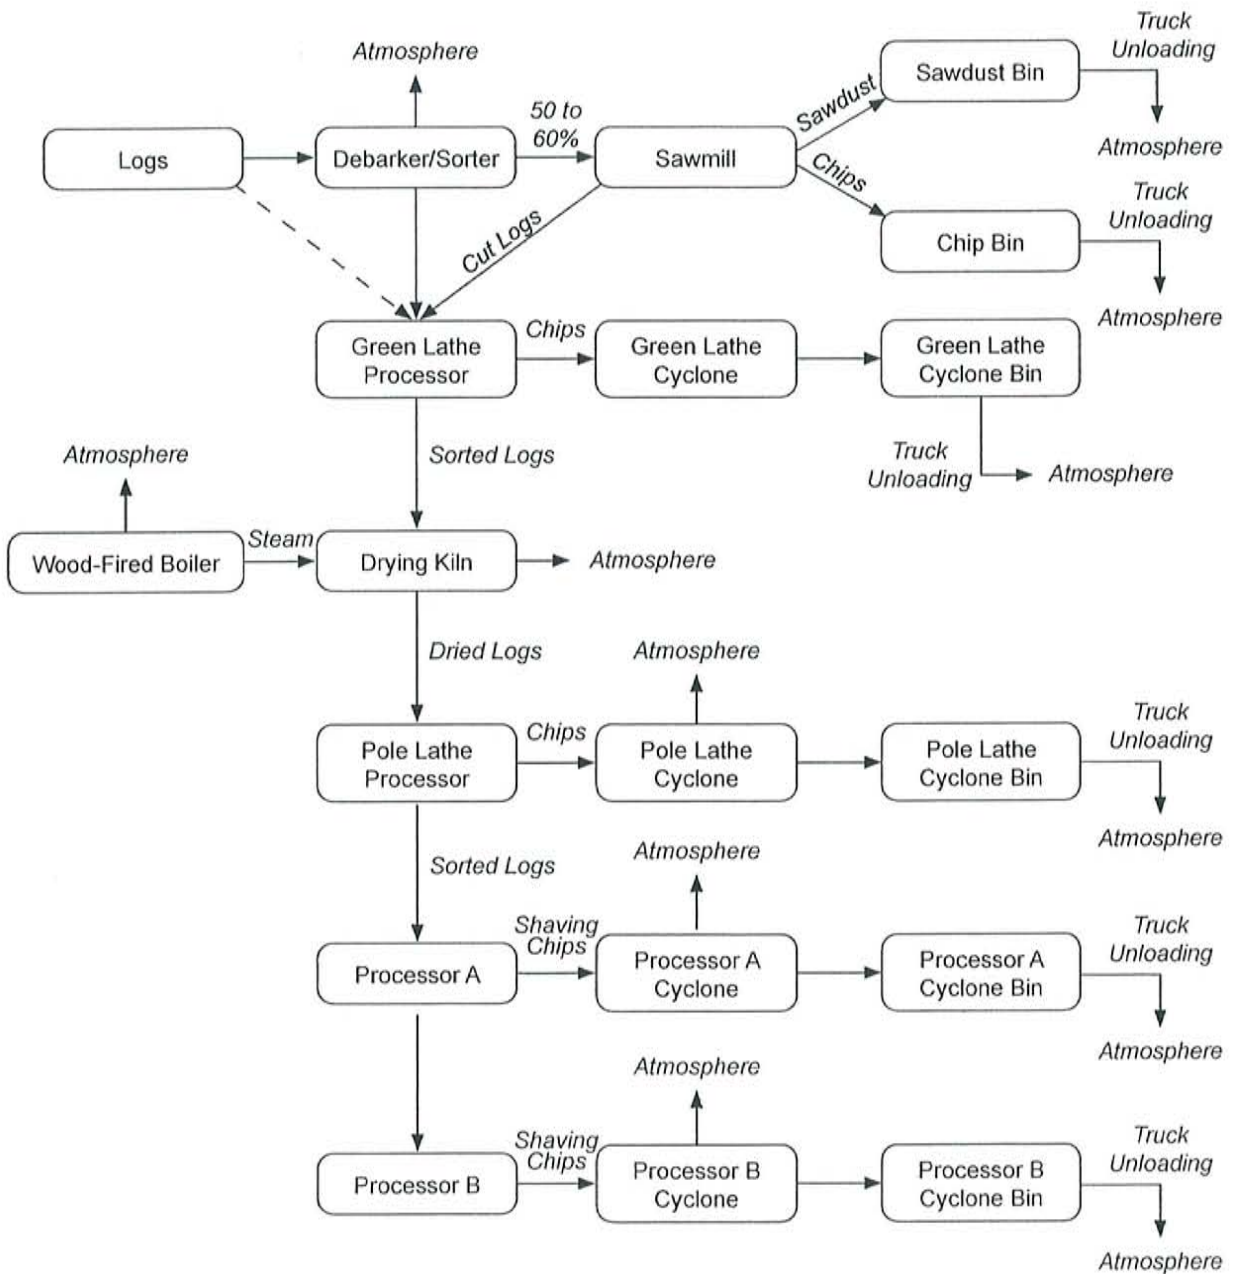 Truck
Unloading
Atmosphere
Sawdust Bin
Sawdust
50 to
60%
Logs
Debarker/Sorter
Sawmill
Atmosphere
Chips
Truck
Unloading
Chip Bin
Cut Logs
Atmosphere
Green Lathe
Processor
Chips
Green Lathe
Cyclone
Green Lathe
Cyclone Bin
Atmosphere
Sorted Logs
Truck
Unloading
Atmosphere
Wood-Fired Boiler
Steam
Drying Kiln
Atmosphere
Dried Logs
Atmosphere
Pole Lathe
Processor
Chips
Pole Lathe
Cyclone
Pole Lathe
Cyclone Bin
Truck
Unloading
Atmosphere
Sorted Logs
Atmosphere
Processor A
Shaving
Chips
Processor A
Cyclone
Processor A
Cyclone Bin
Truck
Unloading
Atmosphere
Atmosphere
Processor B
Shaving
Chips
Processor B
Cyclone
Processor B
Cyclone Bin
Truck
Unloading
Atmosphere